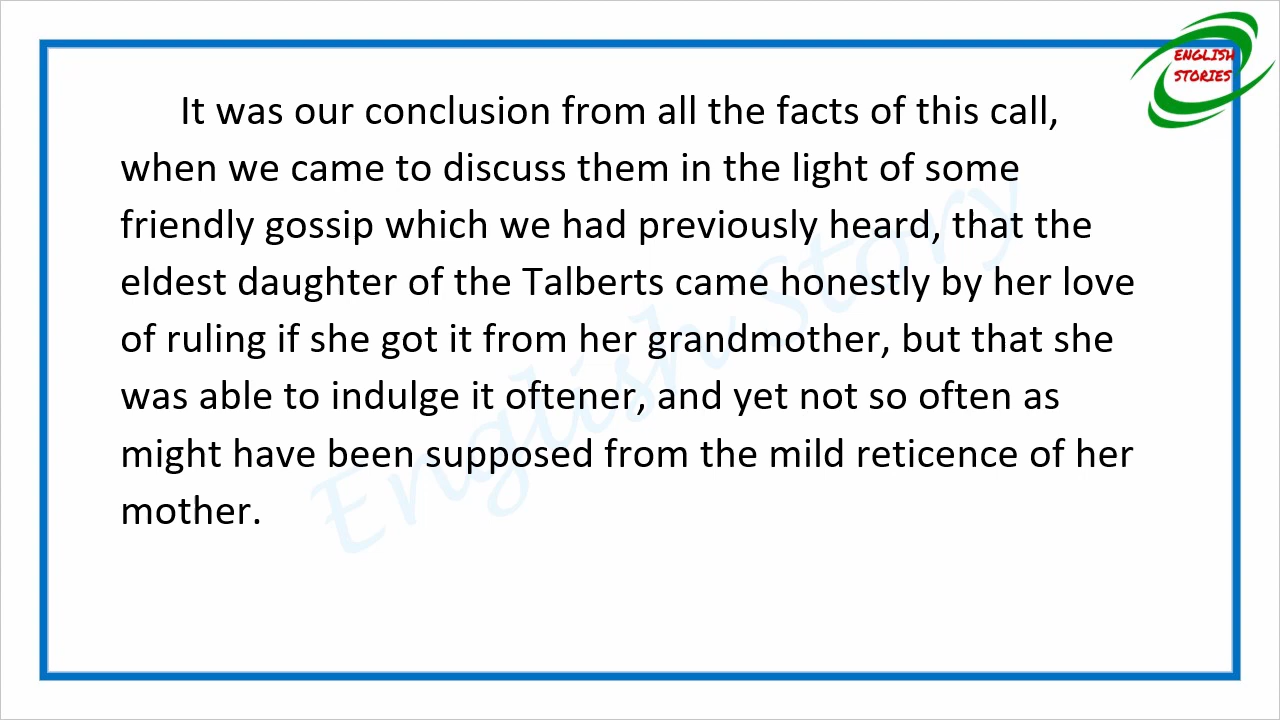 ENGLISH
STORIES
It was our conclusion from all the facts of this call,
when we came to discuss them in the light of some
friendly gossip which we had previously heard, that the
eldest daughter of the Talberts came honestly by her love
of ruling if she got it from her grandmother, but that she
was able to indulge it oftener, and yet not so often as
might have been supposed from the mild reticence of her
mother.
English Story